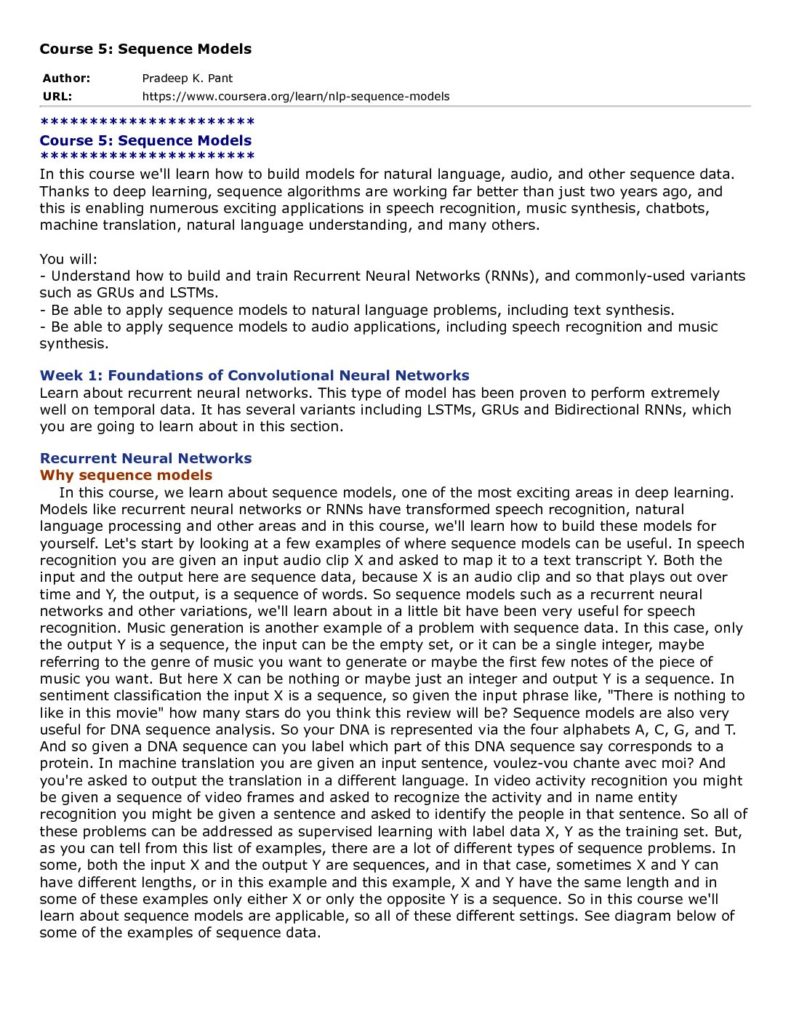 Course 5: Sequence Models
Author: Pradeep K. Pant
URL: https://www.coursera.org/learn/nlp-sequence-models
**********************
Course 5: Sequence Models
**********************
In this course we'll learn how to build models for natural language, audio, and other sequence data.
Thanks to deep learning, sequence algorithms are working far better than just two years ago, and
this is enabling numerous exciting applications in speech recognition, music synthesis, chatbots,
machine translation, natural language understanding, and many others.
You will:
- Understand how to build and train Recurrent Neural Networks (RNNs), and commonly-used variants
such as GRUs and LSTMs.
- Be able to apply sequence models to natural language problems, including text synthesis.
- Be able to apply sequence models to audio applications, including speech recognition and music
synthesis.
Week 1: Foundations of Convolutional Neural Networks
Learn about recurrent neural networks. This type of model has been proven to perform extremely
well on temporal data. It has several variants including LSTMs, GRUs and Bidirectional RNNs, which
you are going to learn about in this section.
Recurrent Neural Networks
Why sequence models
In this course, we learn about sequence models, one of the most exciting areas in deep learning.
Models like recurrent neural networks or RNNs have transformed speech recognition, natural
language processing and other areas and in this course, we'll learn how to build these models for
yourself. Let's start by looking at a few examples of where sequence models can be useful. In speech
recognition you are given an input audio clip X and asked to map it to a text transcript Y. Both the
input and the output here are sequence data, because X is an audio clip and so that plays out over
time and Y, the output, is a sequence of words. So sequence models such as a recurrent neural
networks and other variations, we'll learn about in a little bit have been very useful for speech
recognition. Music generation is another example of a problem with sequence data. In this case, only
the output Y is a sequence, the input can be the empty set, or it can be a single integer, maybe
referring to the genre of music you want to generate or maybe the first few notes of the piece of
music you want. But here X can be nothing or maybe just an integer and output Y is a sequence. In
sentiment classification the input X is a sequence, so given the input phrase like, "There is nothing to
like in this movie" how many stars do you think this review will be? Sequence models are also very
useful for DNA sequence analysis. So your DNA is represented via the four alphabets A, C, G, and T.
And so given a DNA sequence can you label which part of this DNA sequence say corresponds to a
protein. In machine translation you are given an input sentence, voulez-vou chante avec moi? And
you're asked to output the translation in a different language. In video activity recognition you might
be given a sequence of video frames and asked to recognize the activity and in name entity
recognition you might be given a sentence and asked to identify the people in that sentence. So all of
these problems can be addressed as supervised learning with label data X, Y as the training set. But,
as you can tell from this list of examples, there are a lot of different types of sequence problems. In
some, both the input X and the output Y are sequences, and in that case, sometimes X and Y can
have different lengths, or in this example and this example, X and Y have the same length and in
some of these examples only either X or only the opposite Y is a sequence. So in this course we'll
learn about sequence models are applicable, so all of these different settings. See diagram below of
some of the examples of sequence data.